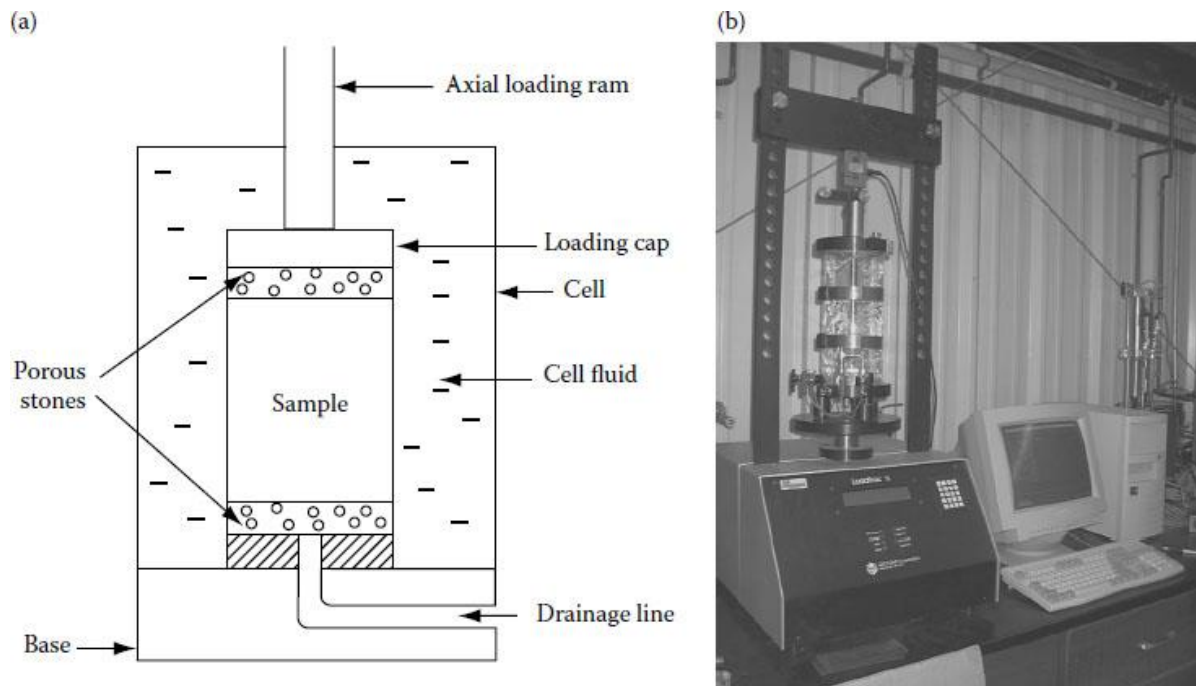 (a)
Axial loading ram
Loading cap
Cell
Porous
stones
Cell fluid
Sample
Drainage line
Base
(b)